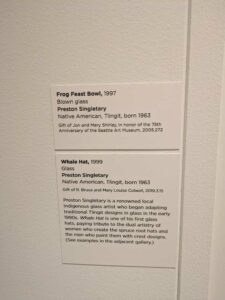 Frog Feast Bowl, 1997
Blown glass
Preston Singletary
Native American, Tlingit, born 1963
Gift of Jon and Mary Shirley, in honor of the 75th
Anniversary of the Seattle Art Museum, 2006.272
Whale Hat, 1999
Glass
Preston Singletary
Native American, Tlingit, born 1963
Gift of R. Bruce and Mary Louise Colwell, 2019.3.15
Preston Singletary is a renowned local
Indigenous glass artist who began adapting
traditional Tlingit designs in glass in the early
1990s. Whale Hat is one of his first glass
hats, paying tribute to the dual artistry of
women who create the spruce root hats and
the men who paint them with crest designs.
(See examples in the adjacent gallery.)